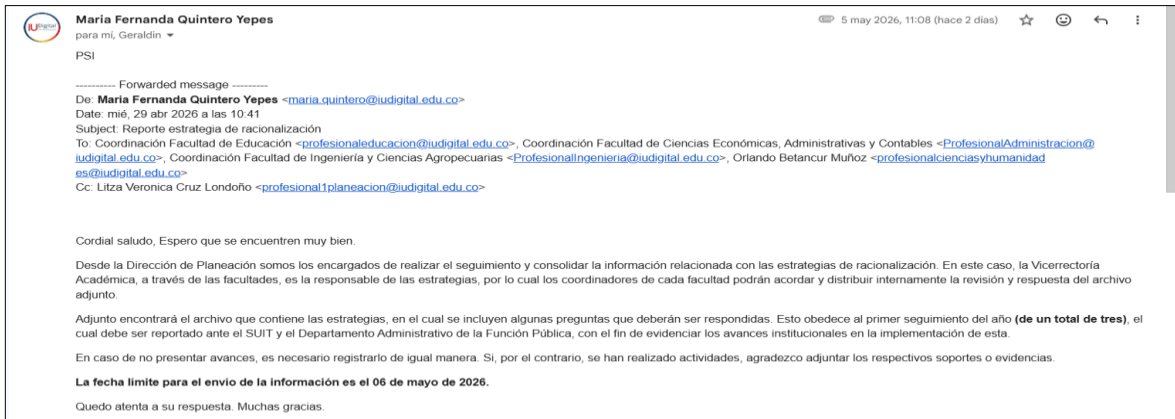 IUDigital
Maria Fernanda Quintero Yepes
5 may 2026, 11:08 (hace 2 días)
para mí, Geraldin
PSI
---------- Forwarded message ---------
De: Maria Fernanda Quintero Yepes <maria.quintero@iudigital.edu.co>
Date: mié, 29 abr 2026 a las 10:41
Subject: Reporte estrategia de racionalización
To: Coordinación Facultad de Educación <profesionaleducacion@iudigital.edu.co>, Coordinación Facultad de Ciencias Económicas, Administrativas y Contables <ProfesionalAdministracion@
iudigital.edu.co>, Coordinación Facultad de Ingeniería y Ciencias Agropecuarias <ProfesionalIngenieria@iudigital.edu.co>, Orlando Betancur Muñoz <profesionalcienciasyhumanidad
es@iudigital.edu.co>
Cc: Litza Veronica Cruz Londoño <profesional1planeacion@iudigital.edu.co>
Cordial saludo, Espero que se encuentren muy bien.
Desde la Dirección de Planeación somos los encargados de realizar el seguimiento y consolidar la información relacionada con las estrategias de racionalización. En este caso, la Vicerrectoría
Académica, a través de las facultades, es la responsable de las estrategias, por lo cual los coordinadores de cada facultad podrán acordar y distribuir internamente la revisión y respuesta del archivo
adjunto.
Adjunto encontrará el archivo que contiene las estrategias, en el cual se incluyen algunas preguntas que deberán ser respondidas. Esto obedece al primer seguimiento del año (de un total de tres), el
cual debe ser reportado ante el SUIT y el Departamento Administrativo de la Función Pública, con el fin de evidenciar los avances institucionales en la implementación de esta.
En caso de no presentar avances, es necesario registrarlo de igual manera. Si, por el contrario, se han realizado actividades, agradezco adjuntar los respectivos soportes o evidencias.
La fecha límite para el envío de la información es el 06 de mayo de 2026.
Quedo atenta a su respuesta. Muchas gracias.